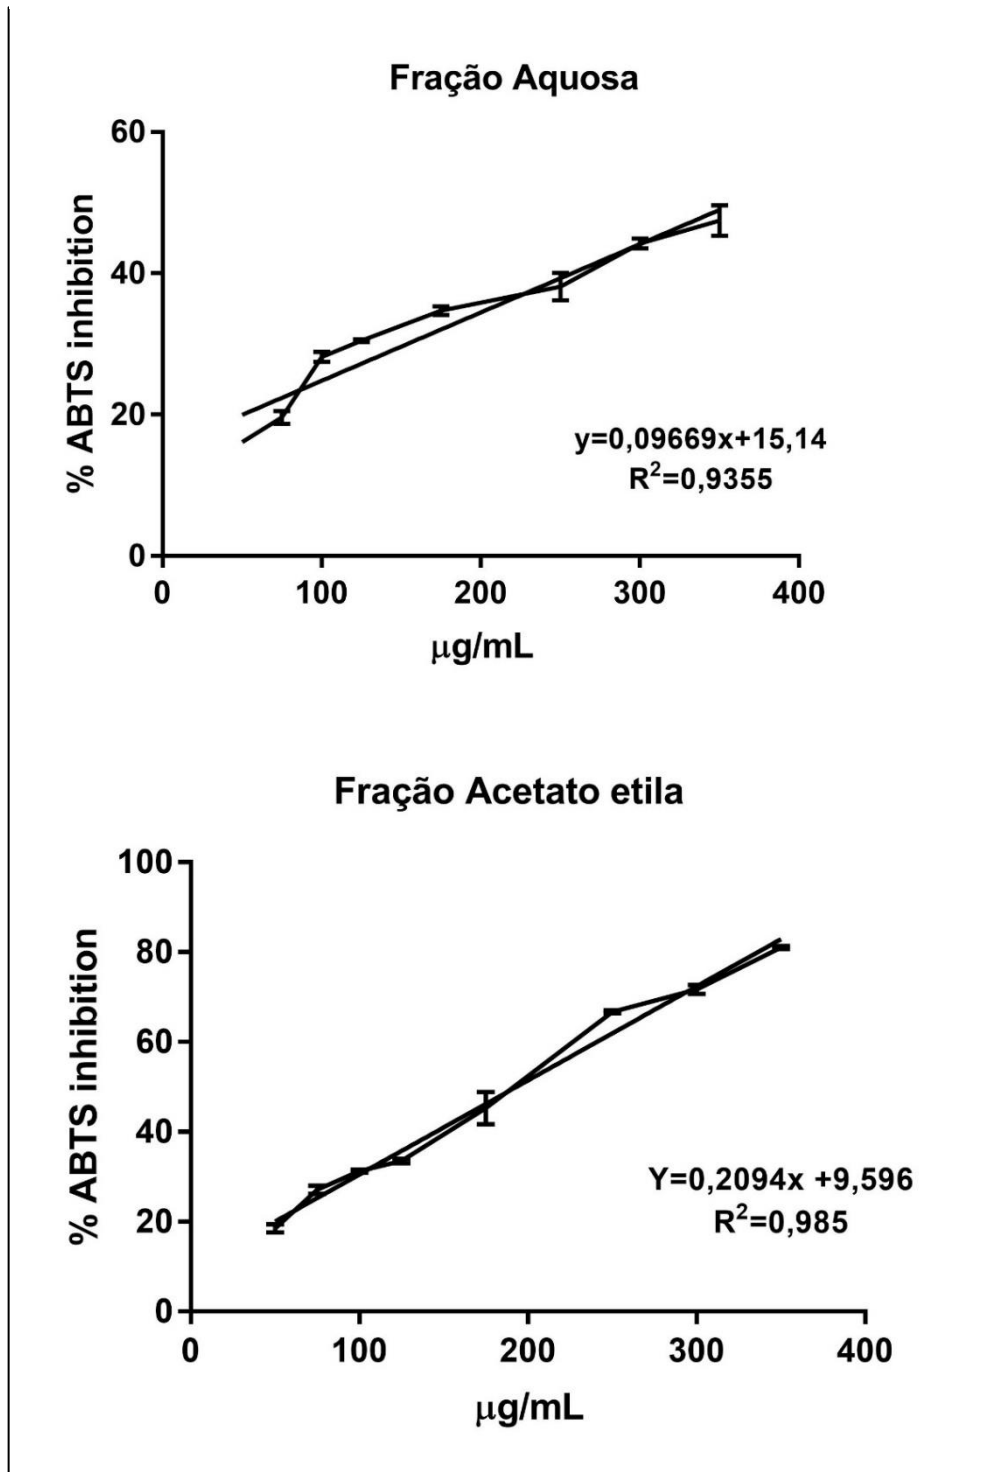 Fração Aquosa
60
40
20
0
% ABTS inhibition
y=0,09669x+15,14
R²=0,9355
0 100 200 300 400
μg/mL
Fração Acetato etila
100
80
60
40
20
0
% ABTS inhibition
Y=0,2094x +9,596
R²=0,985
0 100 200 300 400
μg/mL